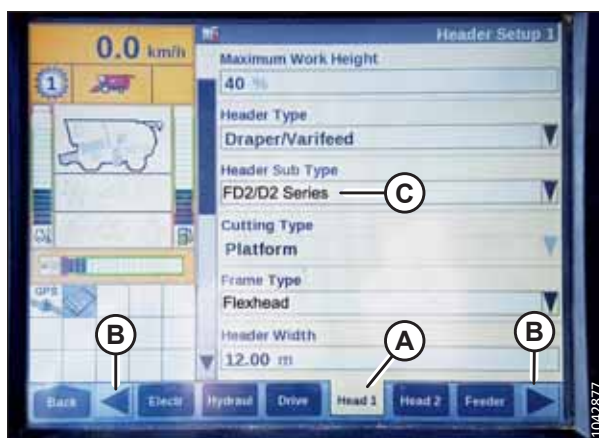 0.0 km/h
1
Header Setup 1
Maximum Work Height
40 %
Header Type
Draper/Varifeed
Header Sub Type
FD2/D2 Series
C
Cutting Type
Platform
Frame Type
Flexhead
Header Width
12.00 m
GPS
B
A
B
Back
Electr
Hydraul
Drive
Head 1
Head 2
Feeder
1042877